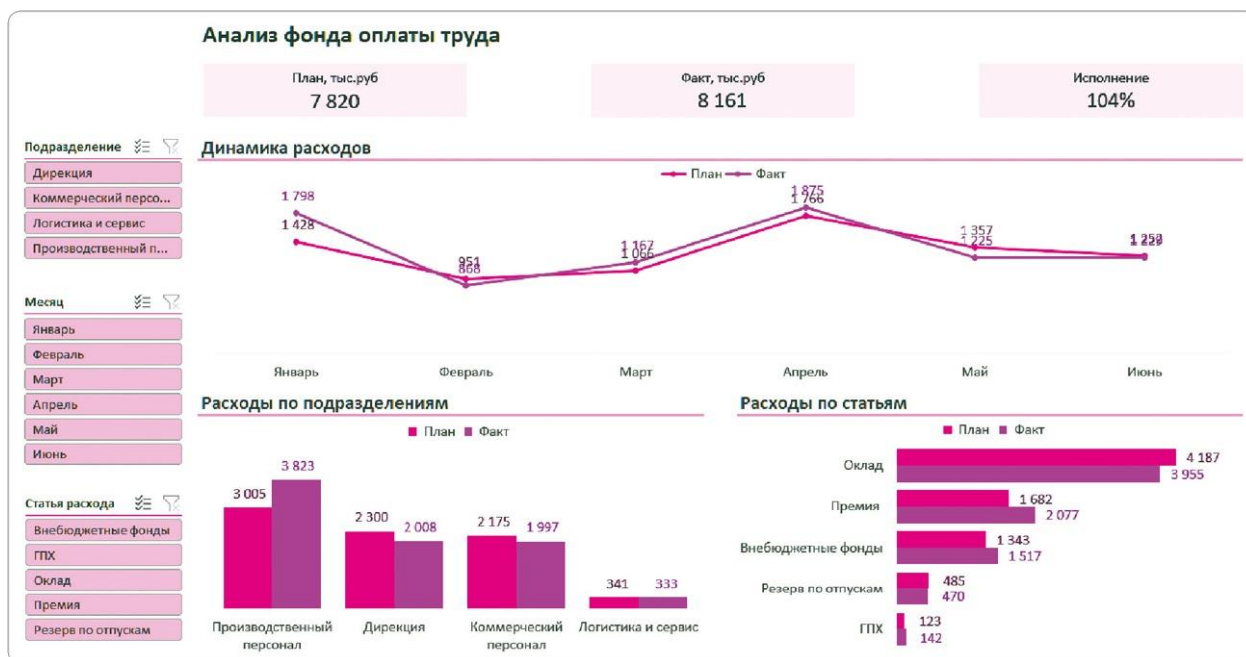 Анализ фонда оплаты труда
План, тыс.руб
7 820
Факт, тыс.руб
8 161
Исполнение
104%
Подразделение
Дирекция
Коммерческий персо...
Логистика и сервис
Производственный п...
Месяц
Январь
Февраль
Март
Апрель
Май
Июнь
Статья расхода
Внебюджетные фонды
ГПХ
Оклад
Премия
Резерв по отпускам
Динамика расходов
План Факт
1 798
1 428
951
868
1 167
1 066
1 875
1 766
1 357
1 225
Январь Февраль Март Апрель Май Июнь
Расходы по подразделениям
План Факт
3 005 3 823
2 300 2 008
2 175 1 997
341 333
Производственный
персонал
Дирекция
Коммерческий
персонал
Логистика и сервис
Расходы по статьям
План Факт
Оклад
4 187
3 955
Премия
1 682
2 077
Внебюджетные фонды
1 343
1 517
Резерв по отпускам
485
470
ГПХ
123
142